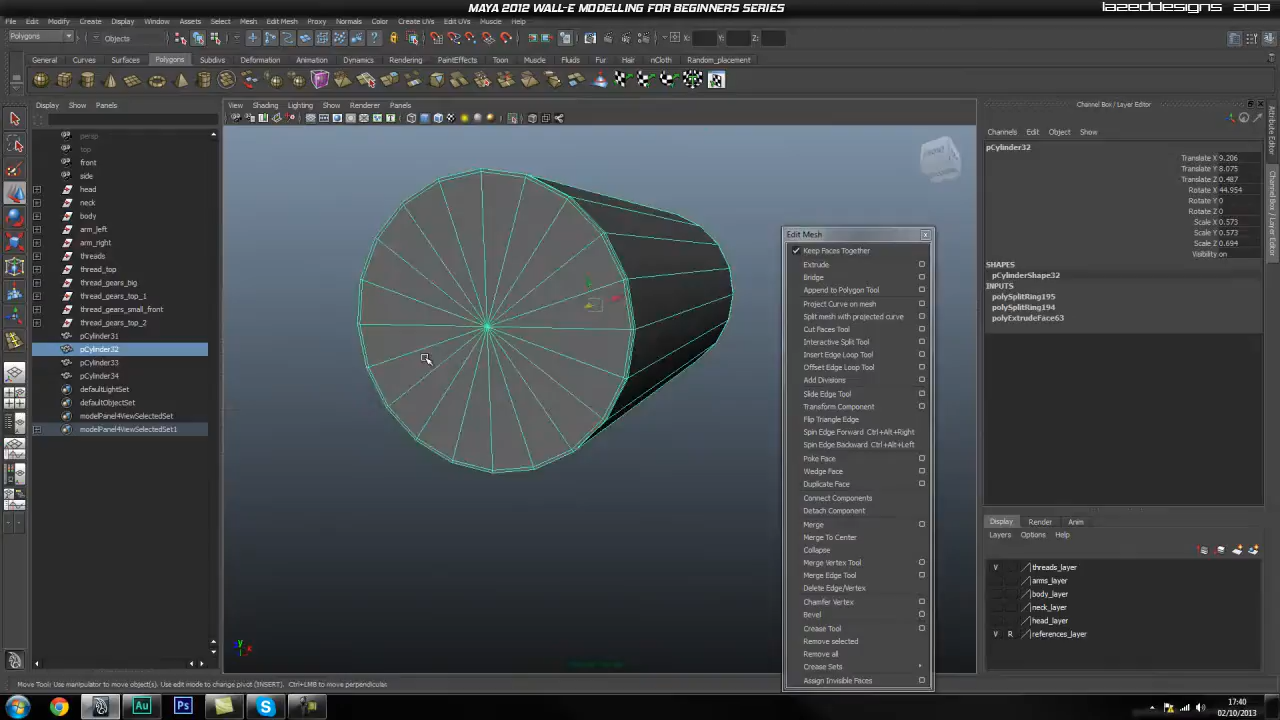 MAYA 2012 WALL-E MODELLING FOR BEGINNERS SERIES
LAZEDDESIGNS 2013
File Edit Modify Create Display Window Assets Select Mesh Edit Mesh Proxy Normals Color Create UVs Edit UVs Muscle Help
Polygons Objects X: Y: Z:
General Curves Surfaces Polygons Subdivs Deformation Animation Dynamics Rendering PaintEffects Toon Muscle Fluids Fur Hair nCloth Random_placement
Display Show Panels
View Shading Lighting Show Renderer Panels
Channel Box / Layer Editor
Channels Edit Object Show
Attribute Editor
Channel Box / Layer Editor
persp
top
front
side
head
neck
body
arm_left
arm_right
threads
thread_top
thread_gears_big
thread_gears_top_1
thread_gears_small_front
thread_gears_top_2
pCylinder31
pCylinder32
pCylinder33
pCylinder34
defaultLightSet
defaultObjectSet
modelPanel4ViewSelectedSet
modelPanel4ViewSelectedSet1
Edit Mesh
Keep Faces Together
Extrude
Bridge
Append to Polygon Tool
Project Curve on mesh
Split mesh with projected curve
Cut Faces Tool
Interactive Split Tool
Insert Edge Loop Tool
Offset Edge Loop Tool
Add Divisions
Slide Edge Tool
Transform Component
Flip Triangle Edge
Spin Edge Forward Ctrl+Alt+Right
Spin Edge Backward Ctrl+Alt+Left
Poke Face
Wedge Face
Duplicate Face
Connect Components
Detach Component
Merge
Merge To Center
Collapse
Merge Vertex Tool
Merge Edge Tool
Delete Edge/Vertex
Chamfer Vertex
Bevel
Crease Tool
Remove selected
Remove all
Crease Sets
Assign Invisible Faces
pCylinder32
Translate X 9.206
Translate Y 8.075
Translate Z 0.487
Rotate X 44.954
Rotate Y 0
Rotate Z 0
Scale X 0.573
Scale Y 0.573
Scale Z 0.694
Visibility on
SHAPES
pCylinderShape32
INPUTS
polySplitRing195
polySplitRing194
polyExtrudeFace63
Display Render Anim
Layers Options Help
V threads_layer
arms_layer
body_layer
neck_layer
head_layer
V R references_layer
y
x
Move Tool: Use manipulator to move object(s). Use edit mode to change pivot (INSERT). Ctrl+LMB to move perpendicular.
Au Ps
17:40
02/10/2013